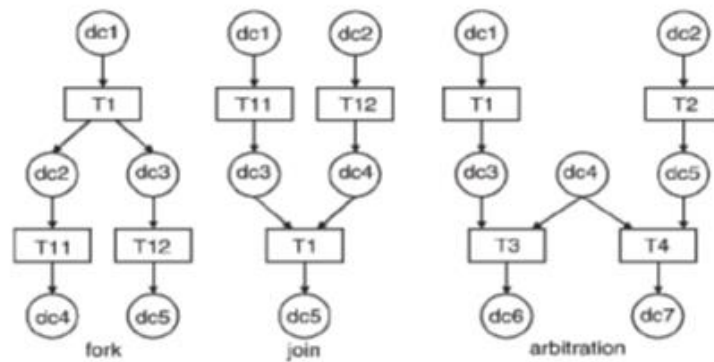 dc1 dc1 dc2 dc1 dc2
T1 T11 T12 T1 T2
dc2 dc3 dc3 dc4 dc3 dc4 dc5
T11 T12 T1 T3 T4
dc4 dc5 dc5 dc6 dc7
fork join arbitration